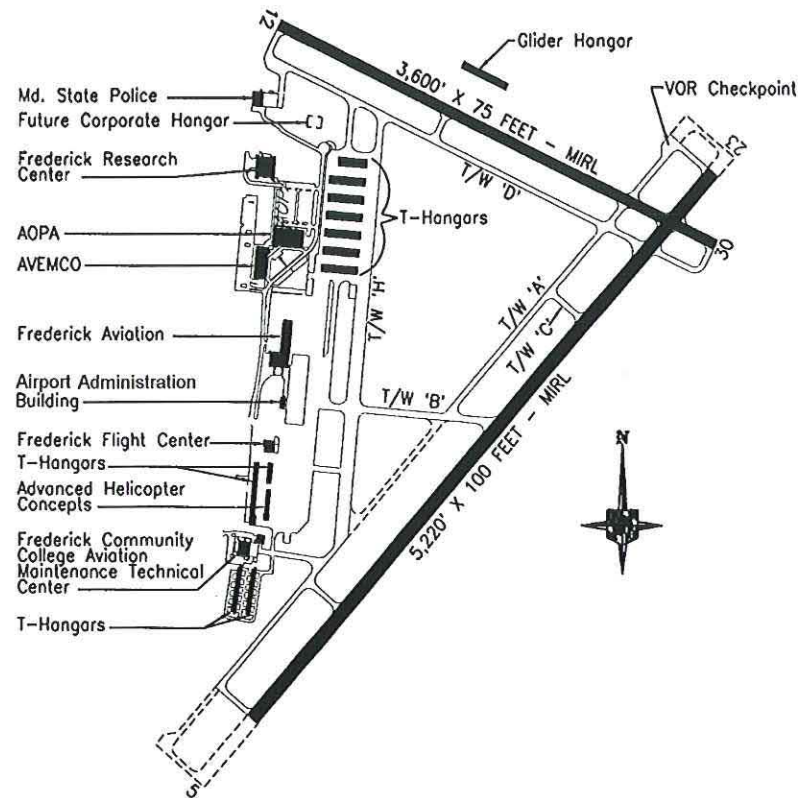 12
Glider Hangar
3,600' X 75 FEET - MIRL
VOR Checkpoint
23
Md. State Police
Future Corporate Hangar
Frederick Research
Center
T/W 'D'
T-Hangars
AOPA
AVEMCO
30
T/W 'H'
T/W 'A'
T/W 'C'
Frederick Aviation
Airport Administration
Building
T/W 'B'
Frederick Flight Center
T-Hangars
Advanced Helicopter
Concepts
5,220' X 100 FEET - MIRL
N
Frederick Community
College Aviation
Maintenance Technical
Center
T-Hangars
5